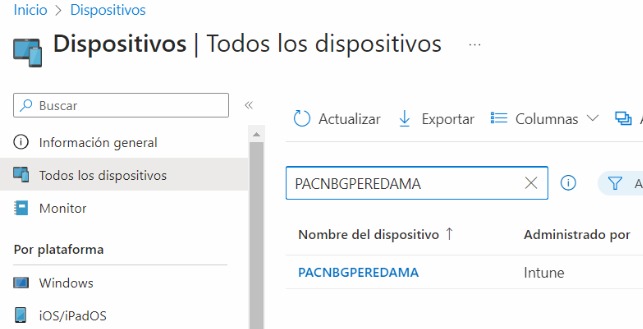 Inicio > Dispositivos
Dispositivos | Todos los dispositivos ...
Buscar
«
Información general
Todos los dispositivos
Monitor
Por plataforma
Windows
iOS/iPadOS
Actualizar Exportar Columnas A
PACNBGPEREDAMA
A
Nombre del dispositivo ↑ Administrado por
PACNBGPEREDAMA Intune